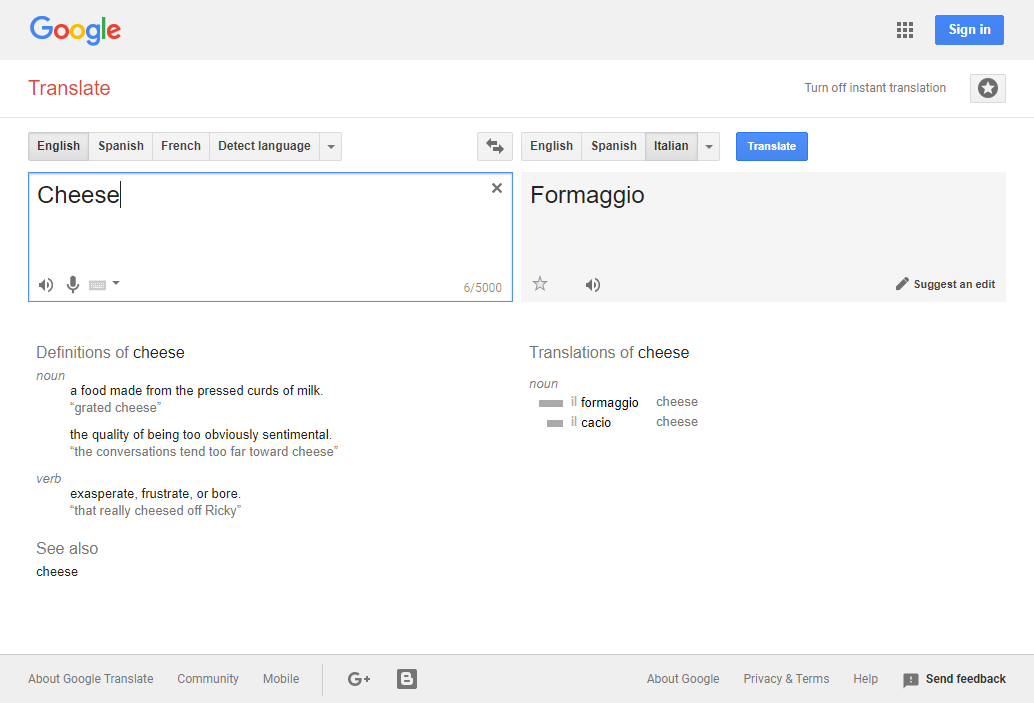 Google
Sign in
Translate
Turn off instant translation
English Spanish French Detect language
English Spanish Italian
Translate
Cheese
6/5000
Formaggio
Suggest an edit
Definitions of cheese
noun
a food made from the pressed curds of milk.
“grated cheese”
the quality of being too obviously sentimental.
“the conversations tend too far toward cheese”
verb
exasperate, frustrate, or bore.
“that really cheesed off Ricky”
See also
cheese
Translations of cheese
noun
il formaggio cheese
il cacio cheese
About Google Translate Community Mobile G+ B
About Google Privacy & Terms Help Send feedback